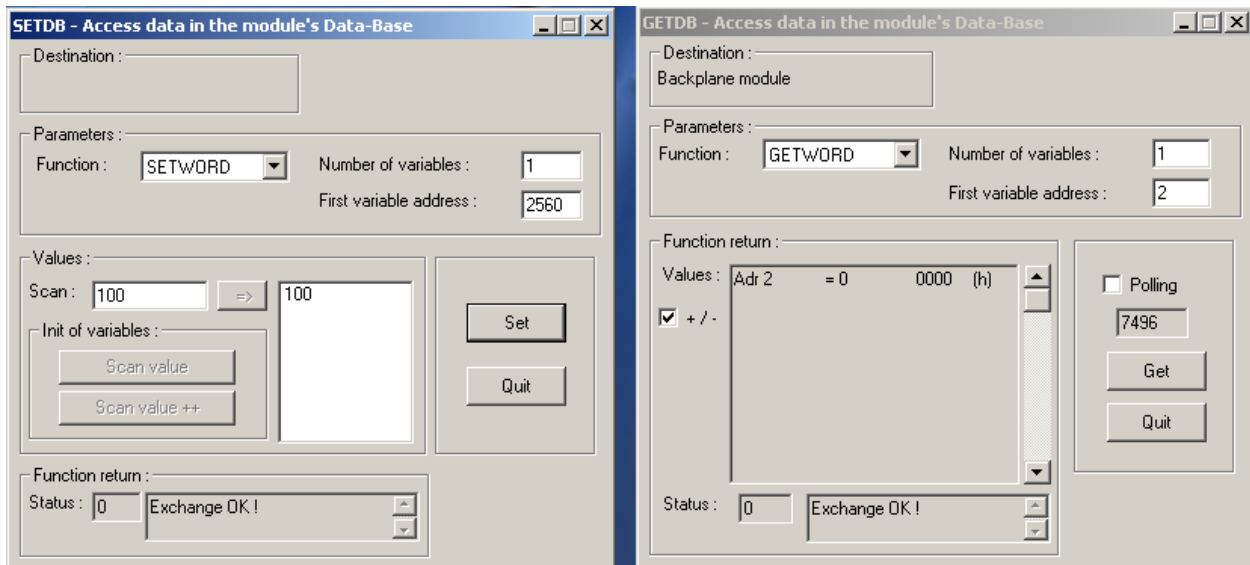 SETDB - Access data in the module's Data-Base
Destination :
Parameters :
Function : SETWORD Number of variables : 1
First variable address : 2560
Values :
Scan : 100 => 100
Init of variables :
Scan value
Scan value ++
Set
Quit
Function return :
Status : 0 Exchange OK !
GETDB - Access data in the module's Data-Base
Destination :
Backplane module
Parameters :
Function : GETWORD Number of variables : 1
First variable address : 2
Function return :
Values : Adr 2 = 0 0000 (h)
+ / -
Polling
7496
Get
Quit
Status : 0 Exchange OK !